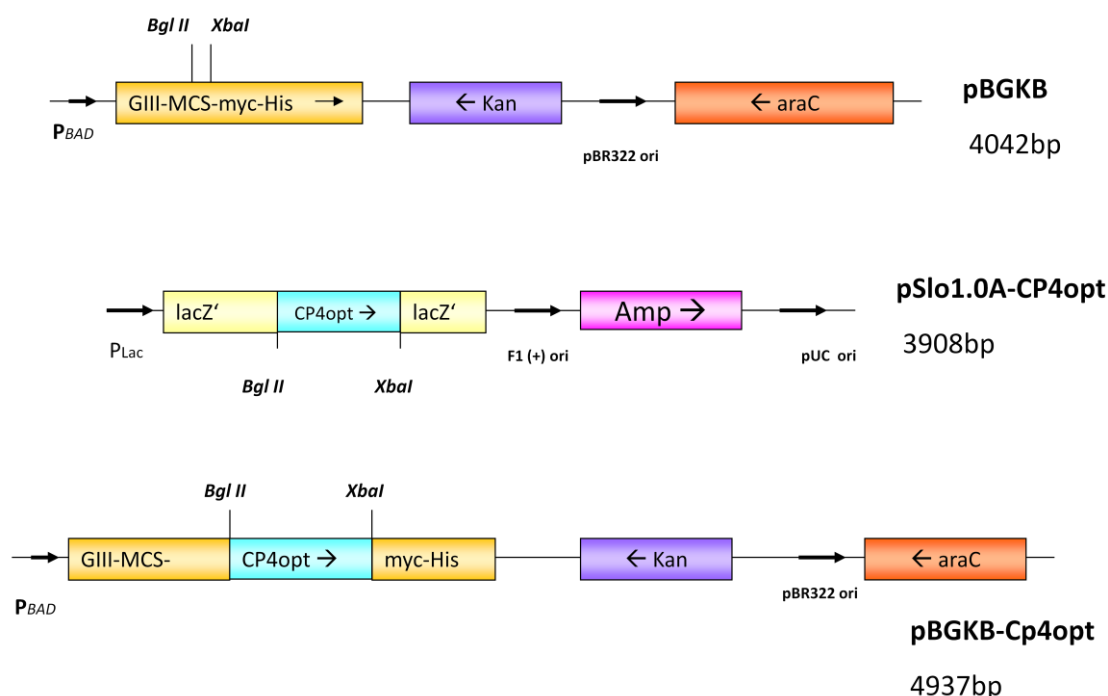 Bgl II XbaI
GIII-MCS-myc-His →
← Kan
← araC
pBGKB
4042bp
PBAD
pBR322 ori
lacZ‘
CP4opt →
lacZ‘
Amp →
pSlo1.0A-CP4opt
3908bp
PLac
F1 (+) ori
pUC ori
Bgl II XbaI
Bgl II XbaI
GIII-MCS-
CP4opt →
myc-His
← Kan
← araC
PBAD
pBR322 ori
pBGKB-Cp4opt
4937bp